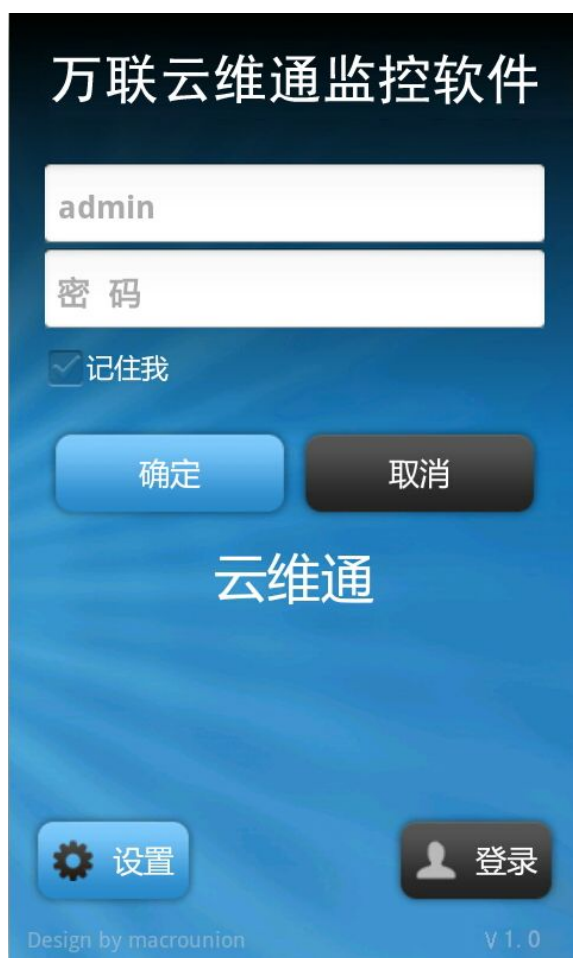 万联云维通监控软件
admin
密 码
记住我
确定 取消
云维通
设置 登录
Design by macrounion V 1.0